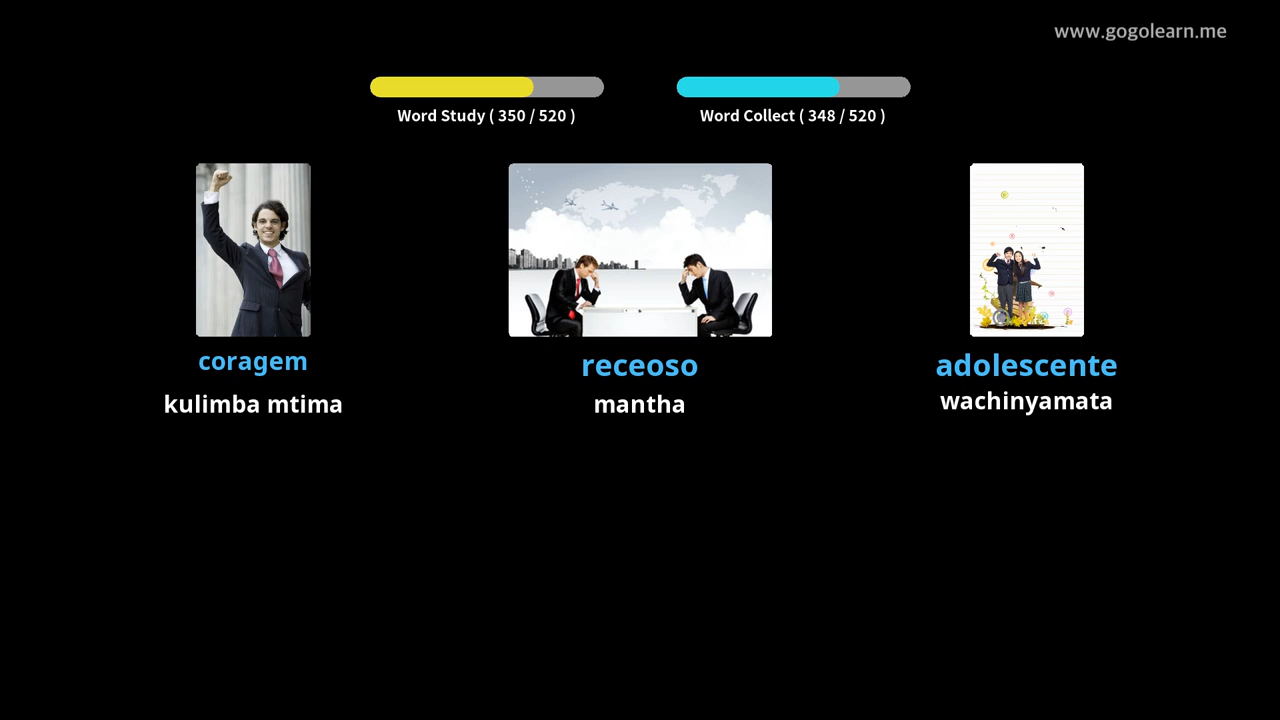 www.gogolearn.me
Word Study ( 350 / 520 )
Word Collect ( 348 / 520 )
coragem
receoso
adolescente
kulimba mtima
mantha
wachinyamata